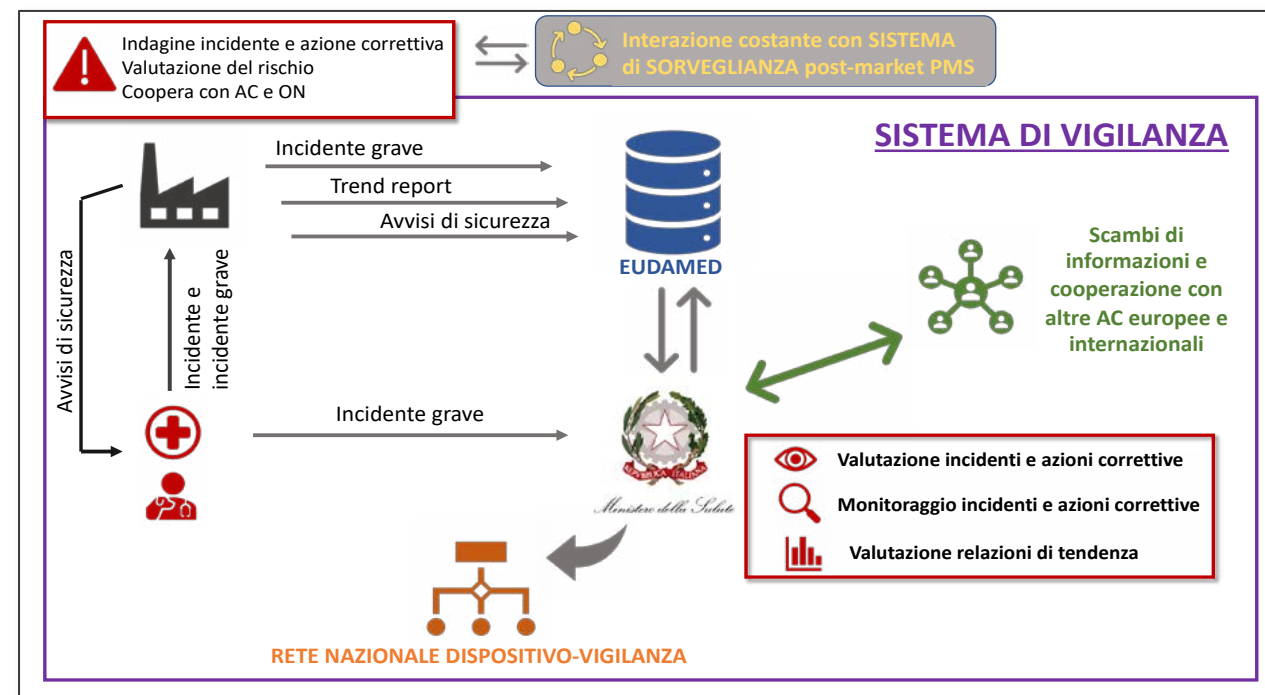 Indagine incidente e azione correttiva
Valutazione del rischio
Coopera con AC e ON
Interazione costante con SISTEMA
di SORVEGLIANZA post-market PMS
SISTEMA DI VIGILANZA
Incidente grave
Trend report
Avvisi di sicurezza
EUDAMED
Avvisi di sicurezza
Incidente e
incidente grave
Scambi di
informazioni e
cooperazione con
altre AC europee e
internazionali
Incidente grave
REPVBBLICA ITALIANA
Ministero della Salute
Valutazione incidenti e azioni correttive
Monitoraggio incidenti e azioni correttive
Valutazione relazioni di tendenza
RETE NAZIONALE DISPOSITIVO-VIGILANZA